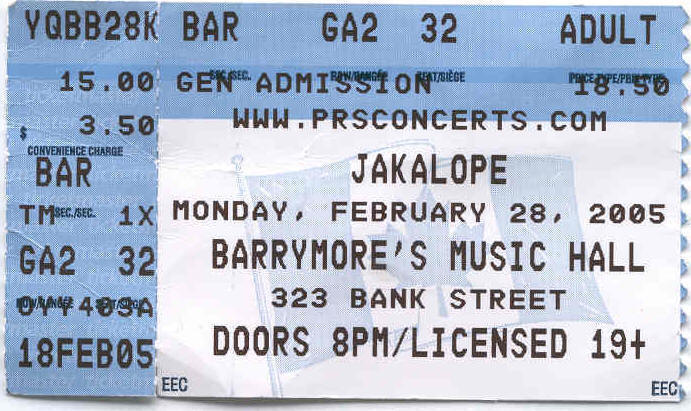 YQBB28K BAR GA2 32 ADULT
15.00 GEN ADMISSION 18.50
$ 3.50 WWW.PRSCONCERTS.COM
CONVENIENCE CHARGE
BAR JAKALOPE
TM SEC./SEC. 1X MONDAY, FEBRUARY 28, 2005
GA2 32 BARRYMORE'S MUSIC HALL
323 BANK STREET
18FEB05 DOORS 8PM/LICENSED 19+
EEC EEC